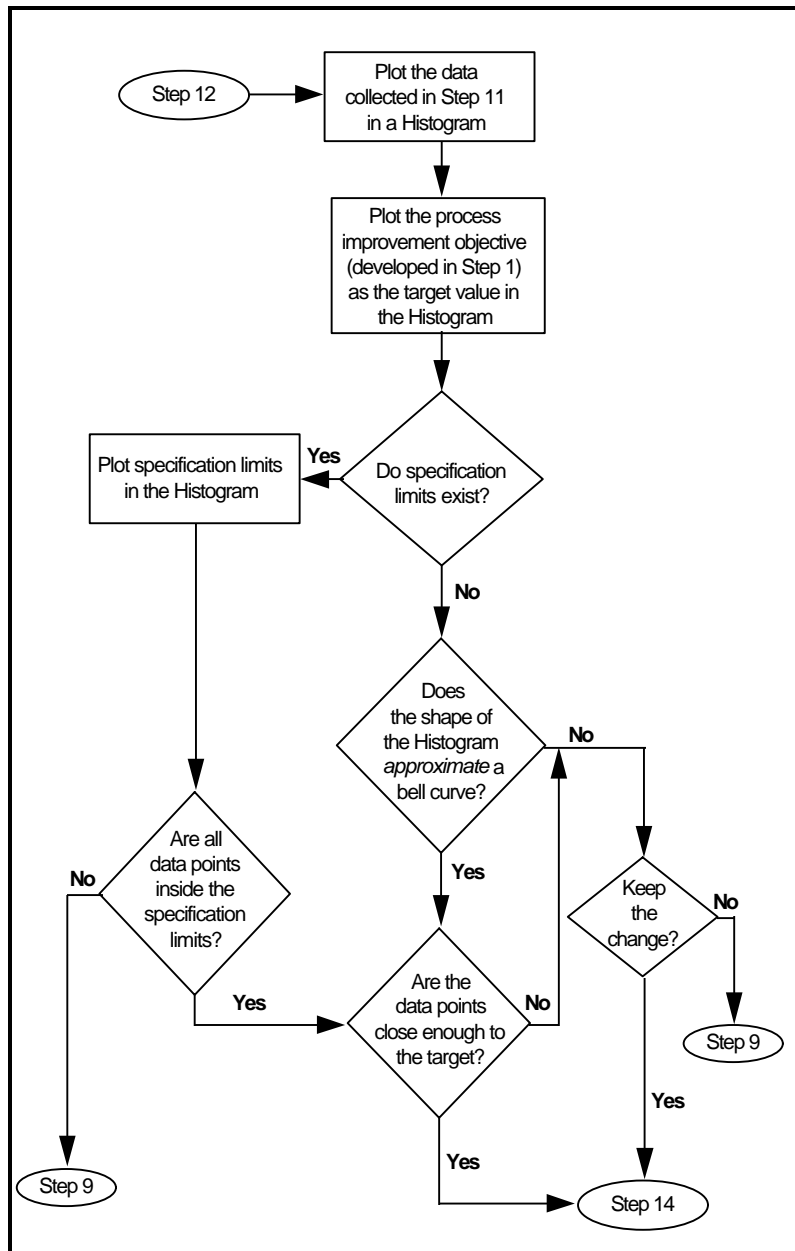 Step 12
Plot the data
collected in Step 11
in a Histogram
Plot the process
improvement objective
(developed in Step 1)
as the target value in
the Histogram
Do specification
limits exist?
Yes
Plot specification limits
in the Histogram
No
Does
the shape of
the Histogram
approximate a
bell curve?
No
Yes
Are all
data points
inside the
specification
limits?
No
Yes
Keep
the
change?
No
Yes
Are the
data points
close enough to
the target?
No
Yes
Step 9
Step 9
Step 14